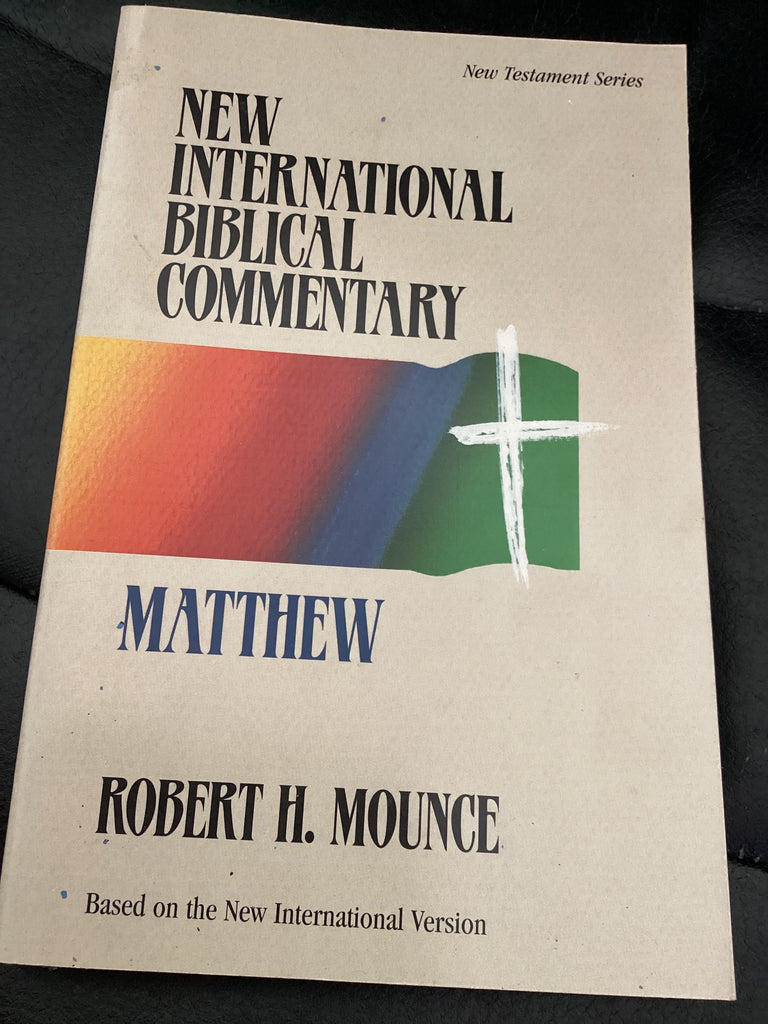 New Testament Series
NEW
INTERNATIONAL
BIBLICAL
COMMENTARY
MATTHEW
ROBERT H. MOUNCE
Based on the New International Version